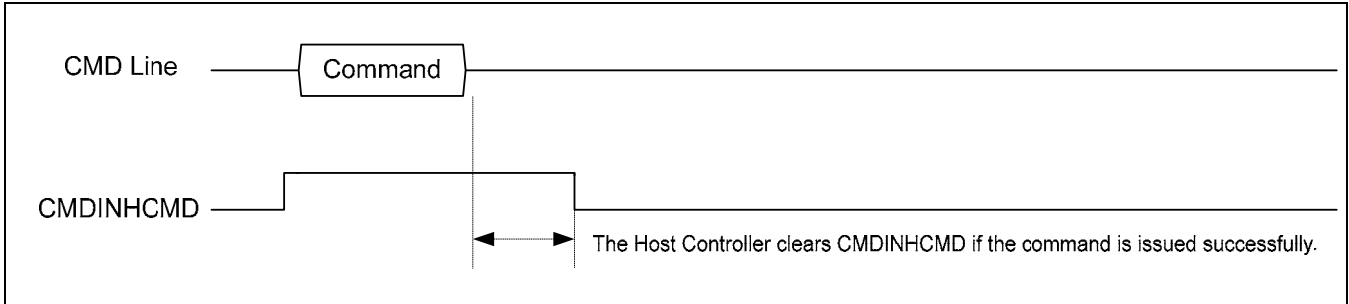 CMD Line
Command
CMDINHCMD
The Host Controller clears CMDINHCMD if the command is issued successfully.